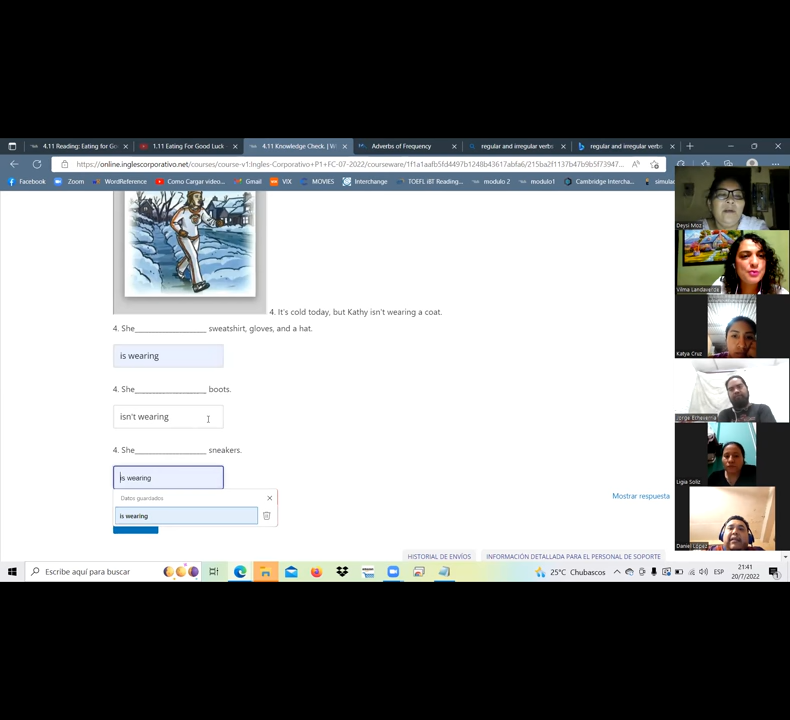 4.11 Reading: Eating for Go
1.11 Eating For Good Luck
4.11 Knowledge Check. | W
Adverbs of Frequency
regular and irregular verbs
regular and irregular verbs
https://online.inglescorporativo.net/courses/course-v1:Ingles-Corporativo+P1+FC-07-2022/courseware/1f1a1aafb5fd4497b1248b43617abfa6/215ba2f1137b47b9b5f73947...
Facebook
Zoom
WordReference
Como Cargar video...
Gmail
VIX
MOVIES
Interchange
TOEFL iBT Reading...
modulo 2
modulo1
Cambridge Intercha...
simulac
4. It's cold today, but Kathy isn't wearing a coat.
4. She__________________ sweatshirt, gloves, and a hat.
is wearing
4. She__________________ boots.
isn't wearing
4. She__________________ sneakers.
is wearing
Datos guardados
is wearing
Mostrar respuesta
HISTORIAL DE ENVÍOS
INFORMACIÓN DETALLADA PARA EL PERSONAL DE SOPORTE
Deysi Moz
Vilma Landaverde
Katya Cruz
Jorge Echeverria
Ligia Soliz
Daniel López
Escribe aquí para buscar
25°C Chubascos
ESP
21:41
20/7/2022